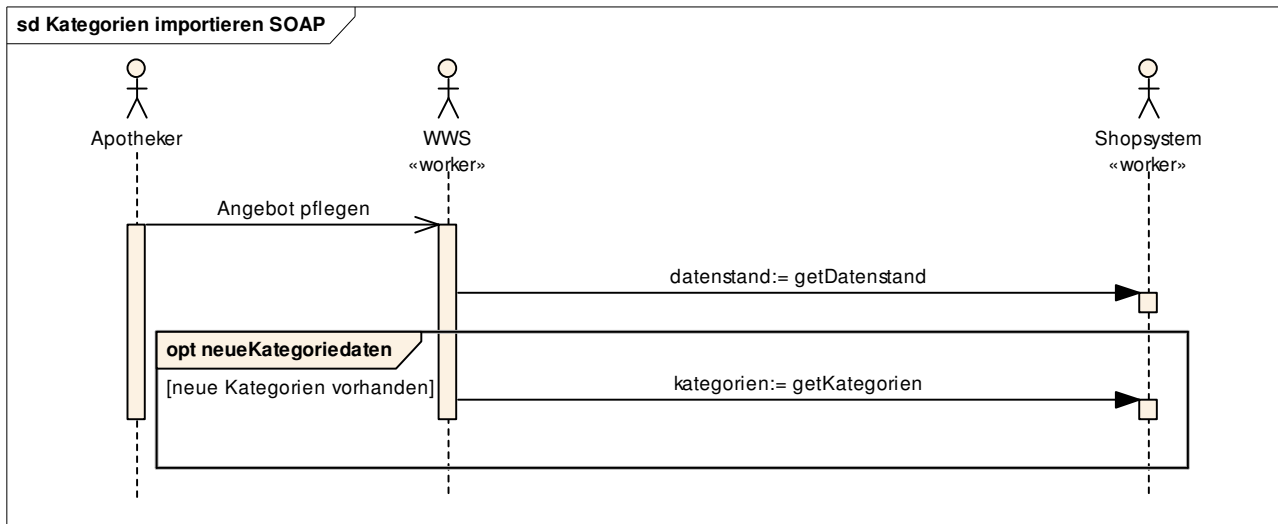 sd Kategorien importieren SOAP
Apotheker
WWS
«worker»
Shopsystem
«worker»
Angebot pflegen
datenstand:= getDatenstand
opt neueKategoriedaten
[neue Kategorien vorhanden]
kategorien:= getKategorien